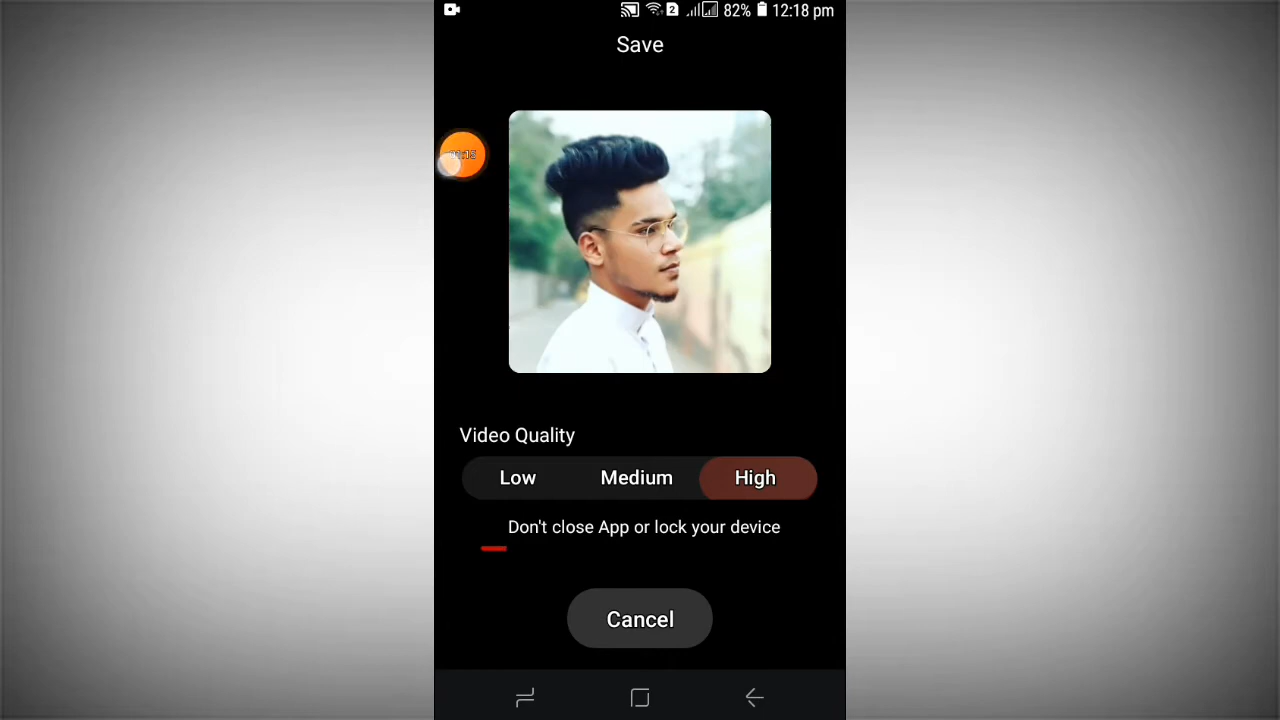 82% 12:18 pm
2
Save
Video Quality
Low Medium High
Don't close App or lock your device
Cancel